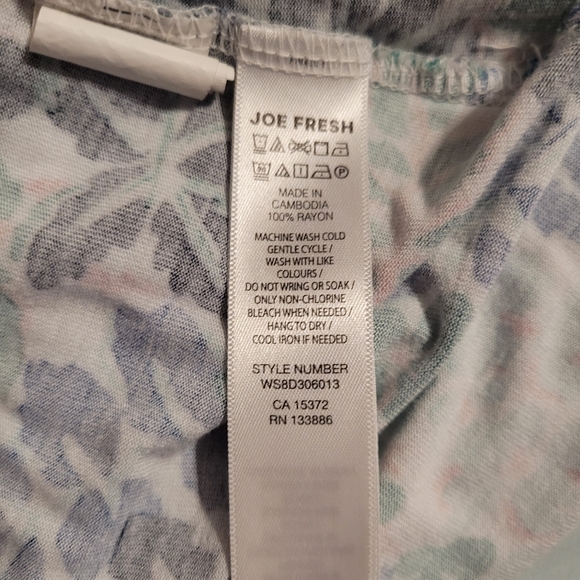 JOE FRESH
MADE IN
CAMBODIA
100% RAYON
MACHINE WASH COLD
GENTLE CYCLE /
WASH WITH LIKE
COLOURS /
DO NOT WRING OR SOAK /
ONLY NON-CHLORINE
BLEACH WHEN NEEDED /
HANG TO DRY /
COOL IRON IF NEEDED
STYLE NUMBER
WS8D306013
CA 15372
RN 133886